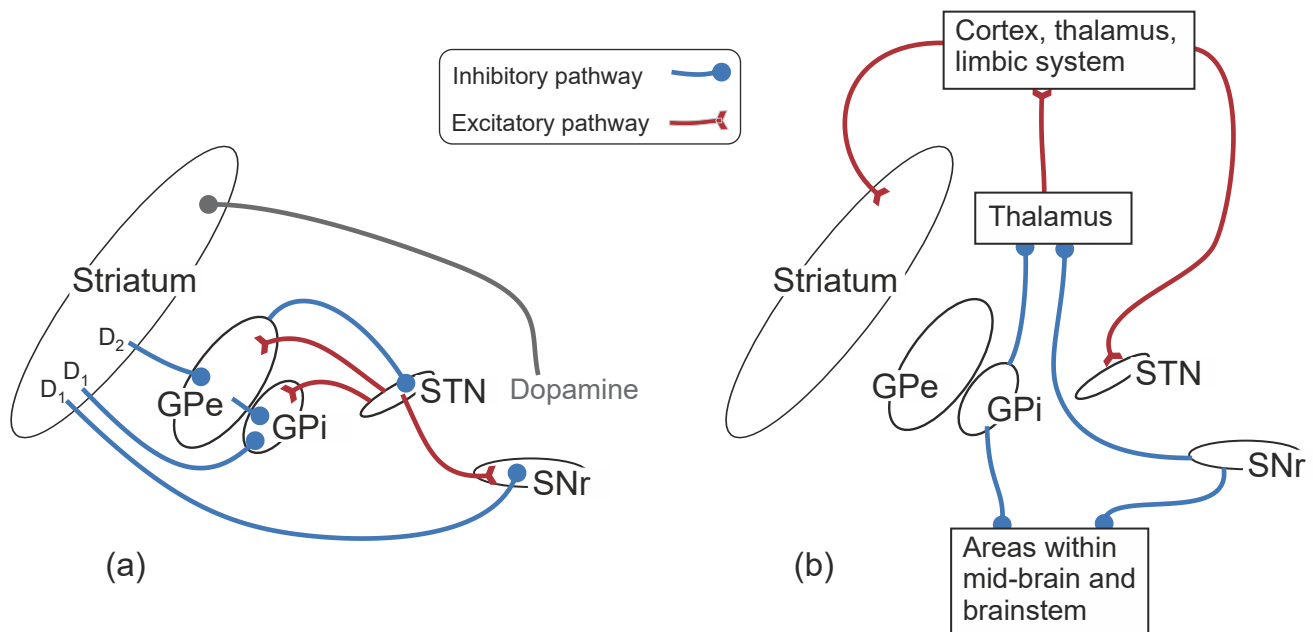 Inhibitory pathway
Excitatory pathway
Striatum
D2
D1
D1
GPe
GPi
STN
Dopamine
SNr
(a)
Cortex, thalamus,
limbic system
Thalamus
Striatum
GPe
GPi
STN
SNr
Areas within
mid-brain and
brainstem
(b)